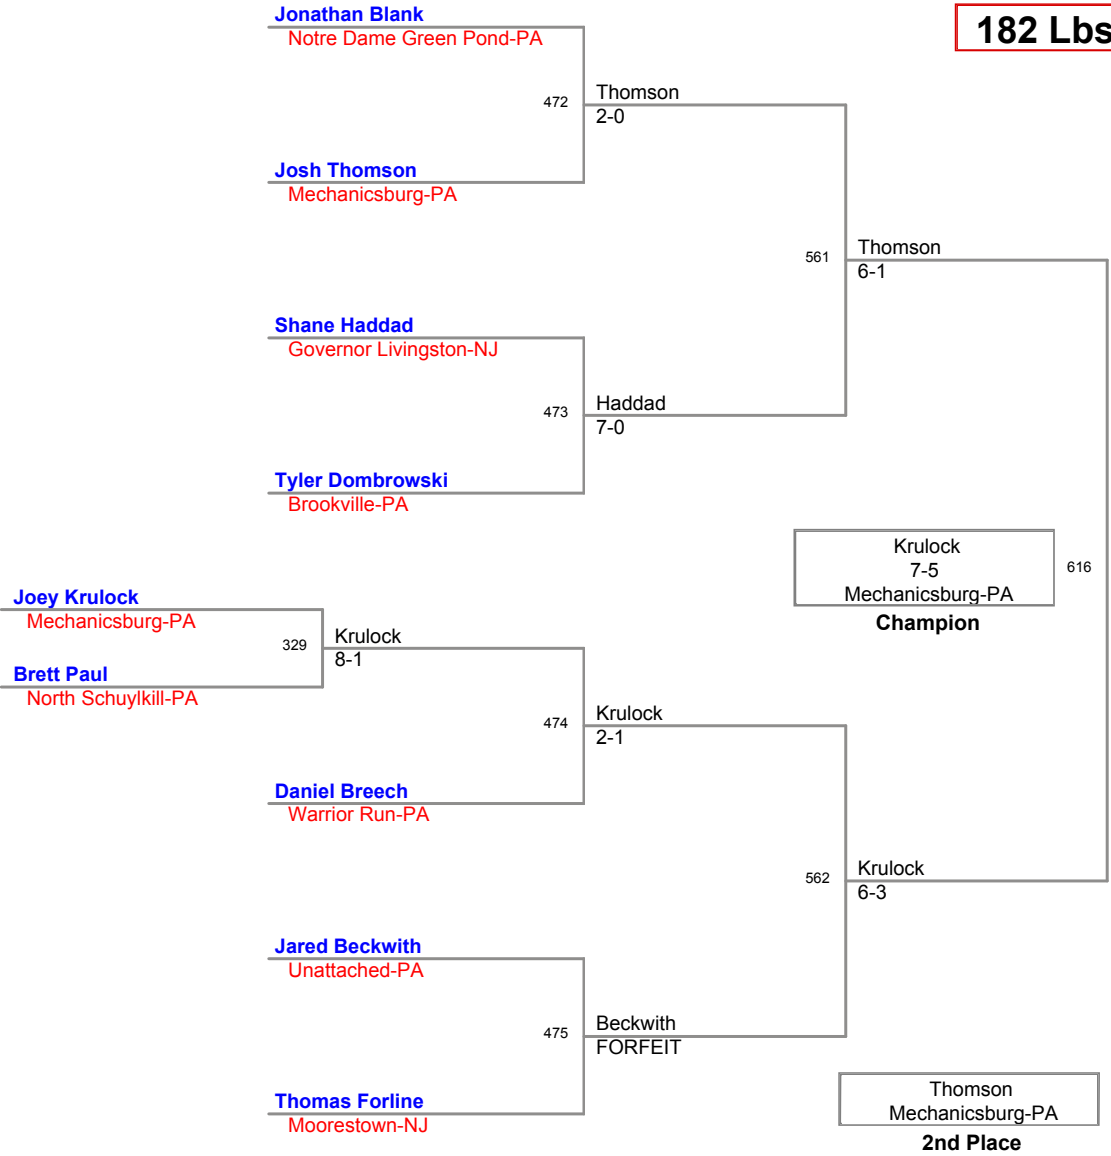 Jonathan Blank
Notre Dame Green Pond-PA
182 Lbs
472
Thomson
2-0
Josh Thomson
Mechanicsburg-PA
561
Thomson
6-1
Shane Haddad
Governor Livingston-NJ
473
Haddad
7-0
Tyler Dombrowski
Brookville-PA
Krulock
7-5
Mechanicsburg-PA
616
Champion
Joey Krulock
Mechanicsburg-PA
329
Krulock
8-1
Brett Paul
North Schuylkill-PA
474
Krulock
2-1
Daniel Breech
Warrior Run-PA
562
Krulock
6-3
Jared Beckwith
Unattached-PA
475
Beckwith
FORFEIT
Thomas Forline
Moorestown-NJ
Thomson
Mechanicsburg-PA
2nd Place